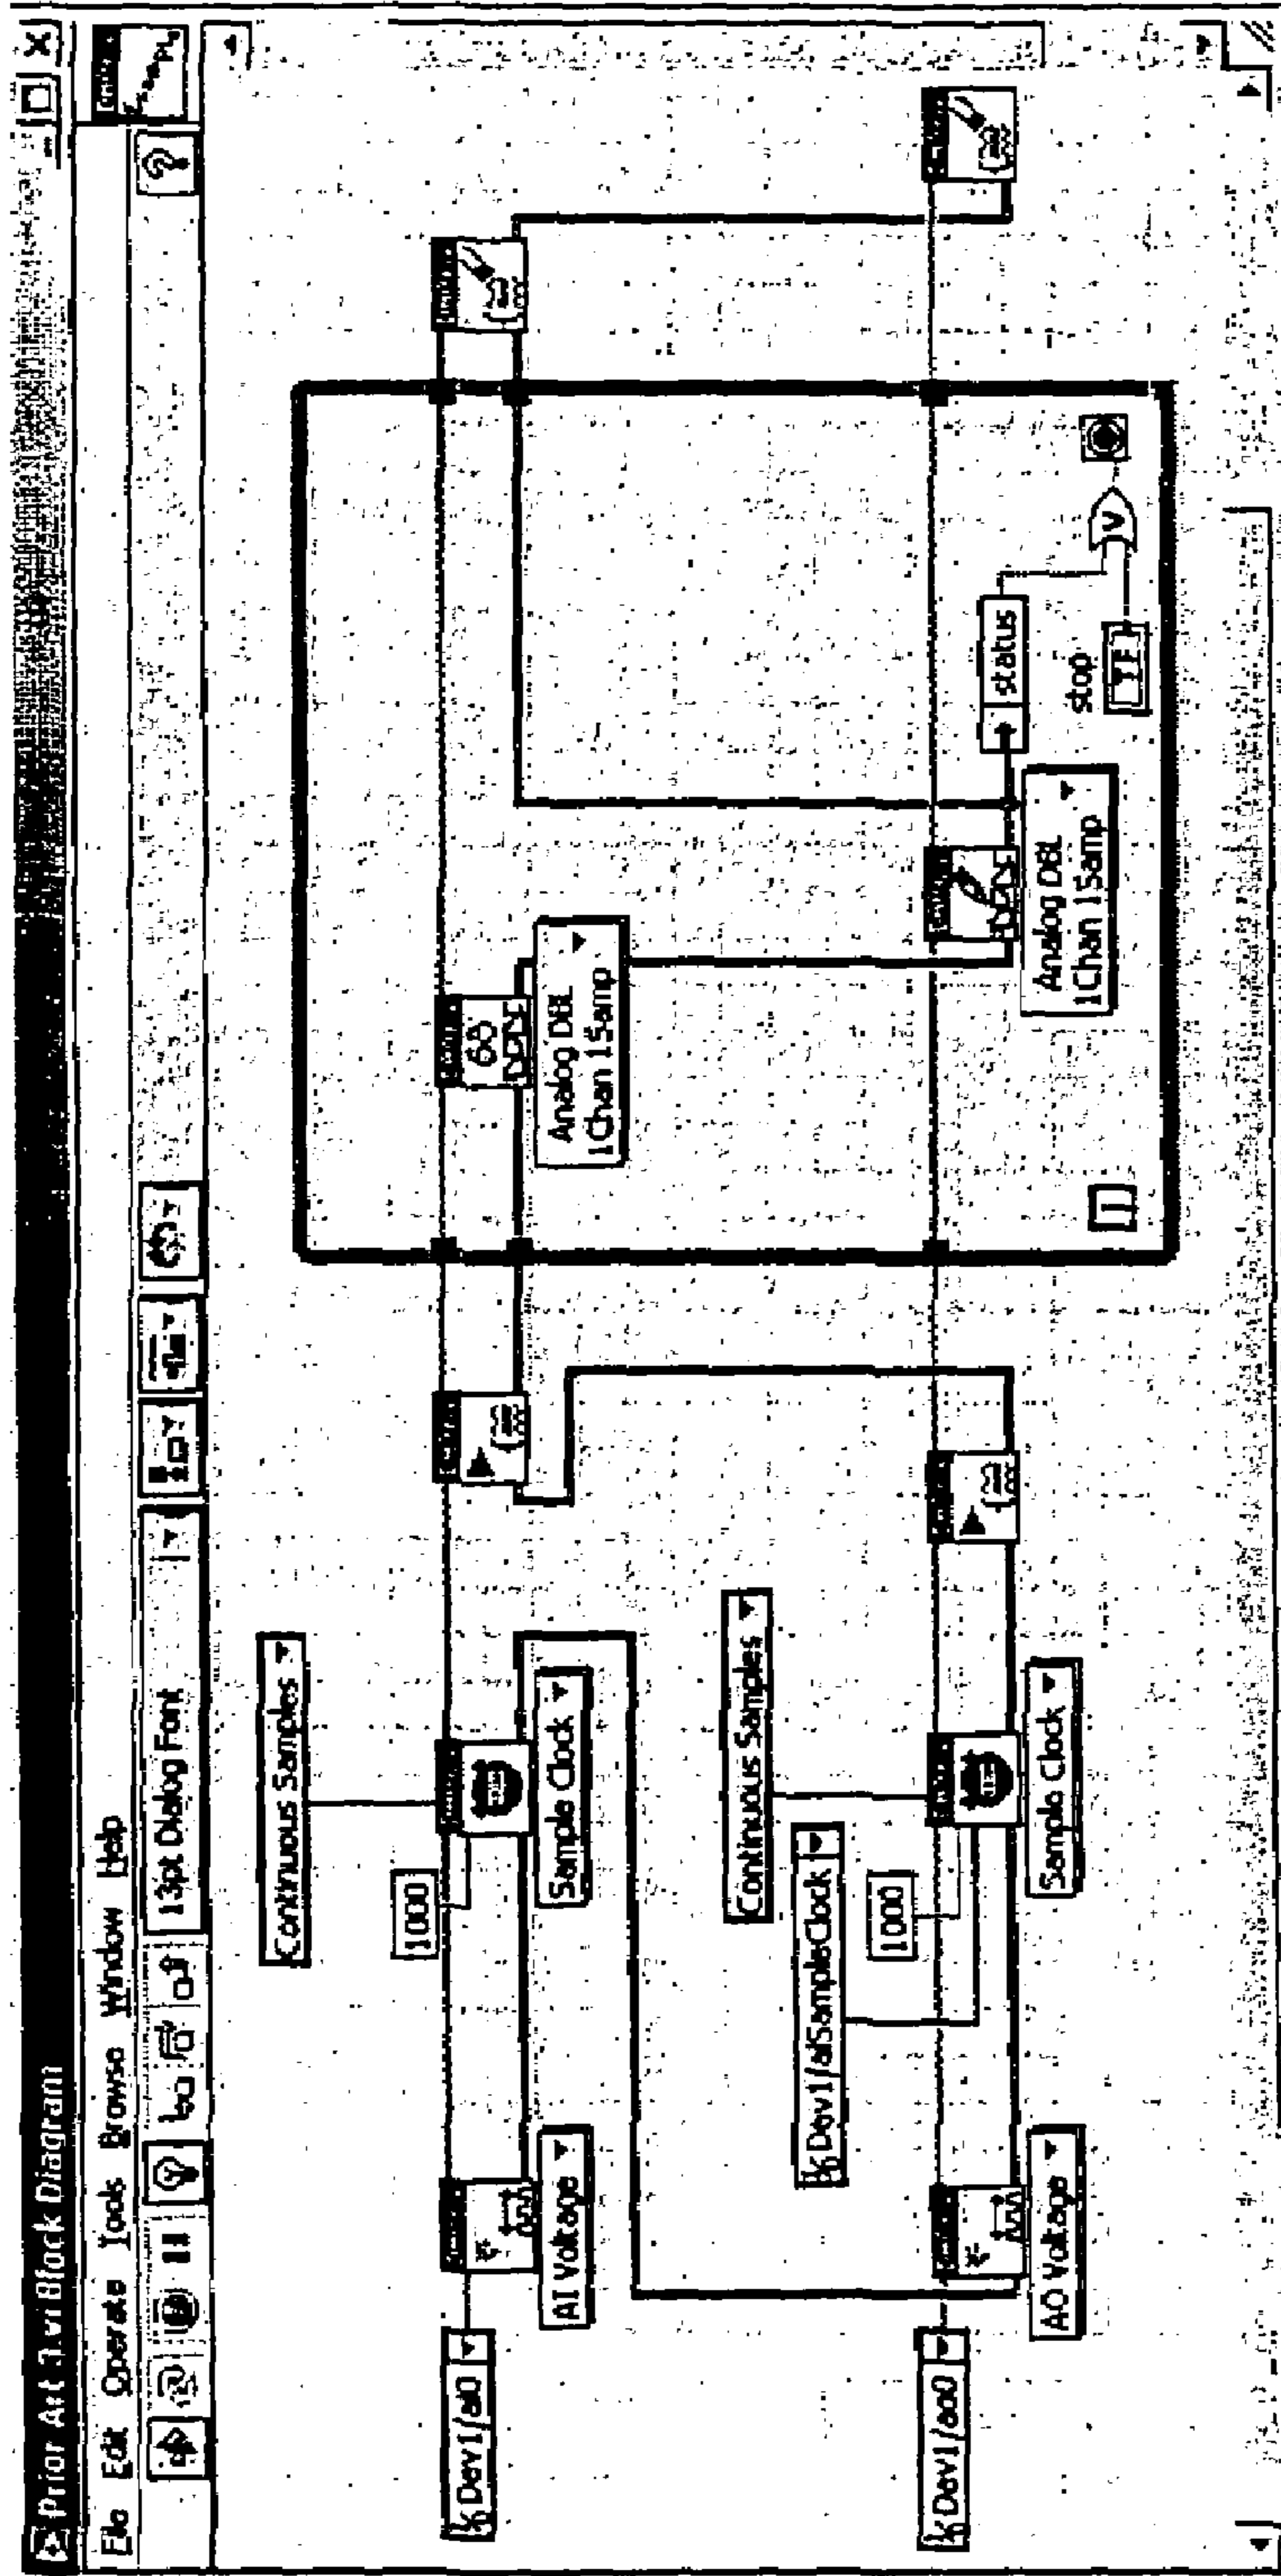 Prior Art 1.vi Block Diagram
File Edit Operate Tools Browse Window Help
13pt Dialog Font
Continuous Samples
1000
Dev1/ai0
AI Voltage
Sample Clock
Analog DBL
1Chan 1Samp
Continuous Samples
Dev1/aiSampleClock
1000
Dev1/ao0
AO Voltage
Sample Clock
Analog DBL
1Chan 1Samp
status
stop
TF
i